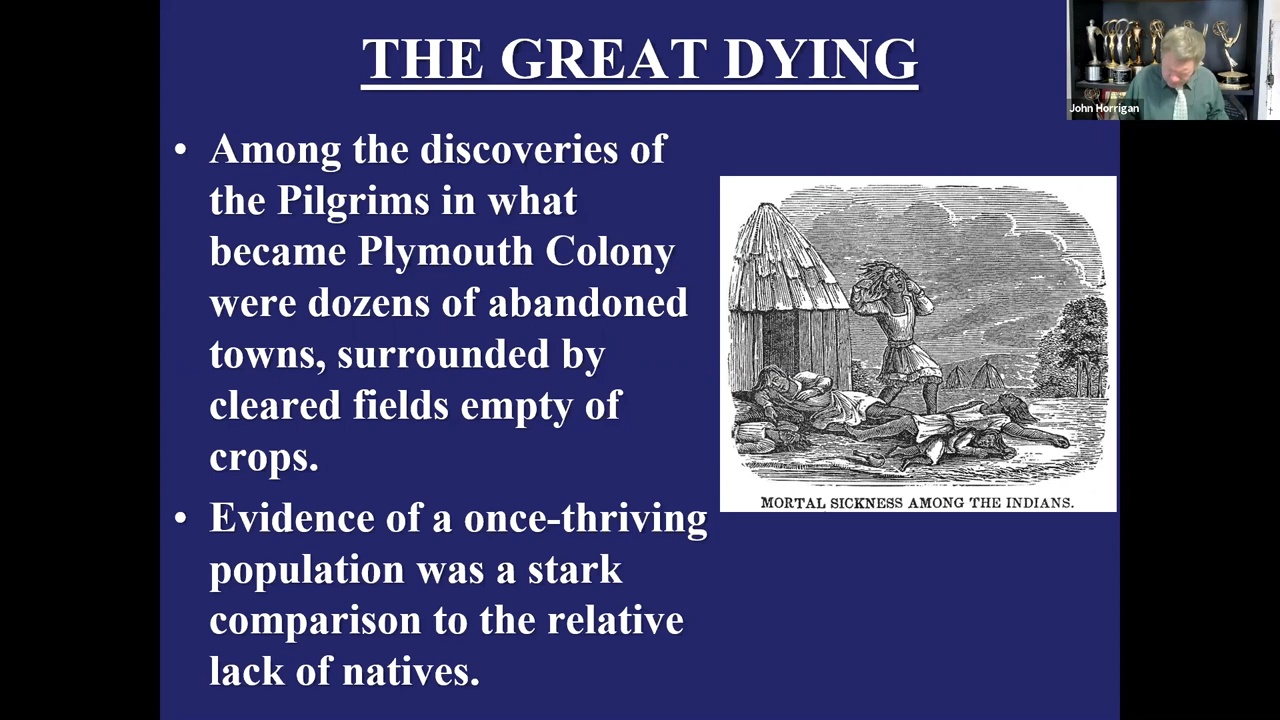 THE GREAT DYING
John Horrigan
• Among the discoveries of
the Pilgrims in what
became Plymouth Colony
were dozens of abandoned
towns, surrounded by
cleared fields empty of
crops.
• Evidence of a once-thriving
population was a stark
comparison to the relative
lack of natives.
MORTAL SICKNESS AMONG THE INDIANS.